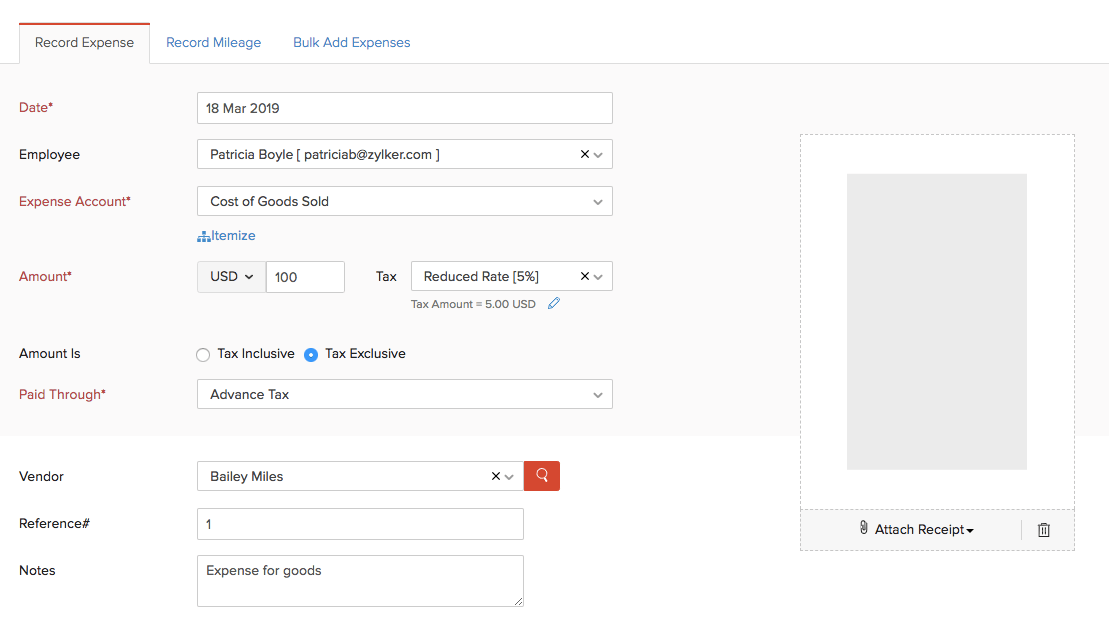 Record Expense Record Mileage Bulk Add Expenses
Date* 18 Mar 2019
Employee Patricia Boyle [ patriciab@zylker.com ]
Expense Account* Cost of Goods Sold
Itemize
Amount* USD 100 Tax Reduced Rate [5%]
Tax Amount = 5.00 USD
Amount Is Tax Inclusive Tax Exclusive
Paid Through* Advance Tax
Vendor Bailey Miles
Reference# 1
Attach Receipt
Notes Expense for goods